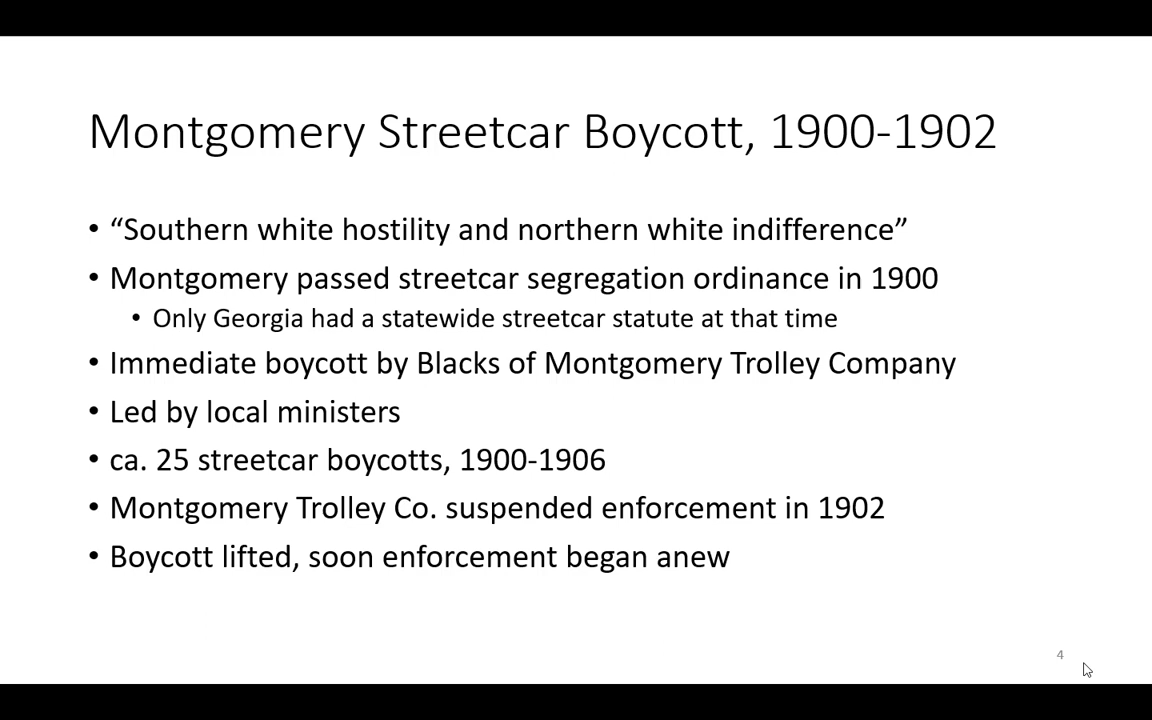 Montgomery Streetcar Boycott, 1900-1902
• “Southern white hostility and northern white indifference”
• Montgomery passed streetcar segregation ordinance in 1900
• Only Georgia had a statewide streetcar statute at that time
• Immediate boycott by Blacks of Montgomery Trolley Company
• Led by local ministers
• ca. 25 streetcar boycotts, 1900-1906
• Montgomery Trolley Co. suspended enforcement in 1902
• Boycott lifted, soon enforcement began anew
4